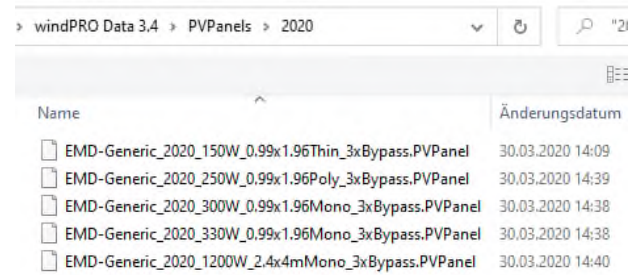 › windPRO Data 3.4 › PVPanels › 2020
Name Änderungsdatum
EMD-Generic_2020_150W_0.99x1.96Thin_3xBypass.PVPanel 30.03.2020 14:09
EMD-Generic_2020_250W_0.99x1.96Poly_3xBypass.PVPanel 30.03.2020 14:39
EMD-Generic_2020_300W_0.99x1.96Mono_3xBypass.PVPanel 30.03.2020 14:38
EMD-Generic_2020_330W_0.99x1.96Mono_3xBypass.PVPanel 30.03.2020 14:38
EMD-Generic_2020_1200W_2.4x4mMono_3xBypass.PVPanel 30.03.2020 14:40